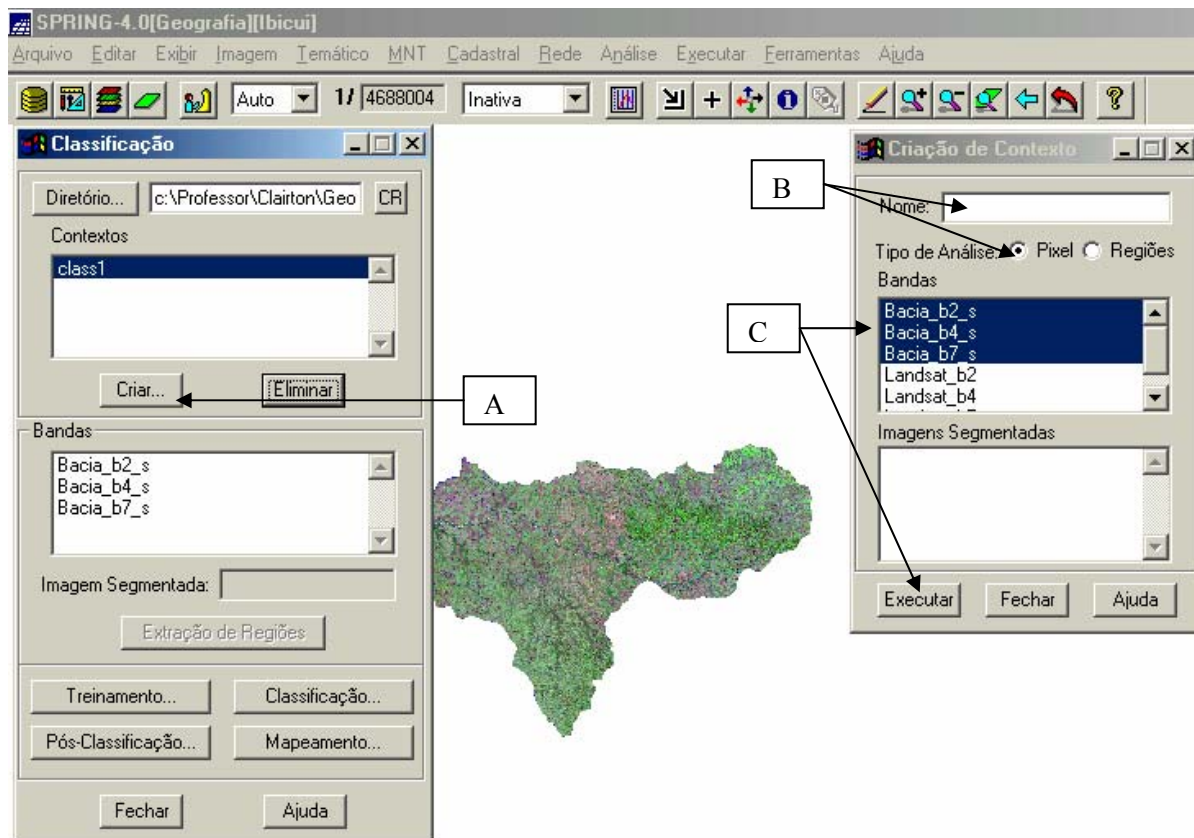 SPRING-4.0[Geografia][Ibicui]
Arquivo Editar Exibir Imagem Temático MNT Cadastral Rede Análise Executar Ferramentas Ajuda
Auto 1/ 4688004 Inativa
Classificação
Diretório... c:\Professor\Clairton\Geo CR
Contextos
class1
Criar... Eliminar
A
Bandas
Bacia_b2_s
Bacia_b4_s
Bacia_b7_s
Imagem Segmentada:
Extração de Regiões
Treinamento... Classificação...
Pós-Classificação... Mapeamento...
Fechar Ajuda
Criação de Contexto
B
Nome:
Tipo de Análise: Pixel Regiões
Bandas
C
Bacia_b2_s
Bacia_b4_s
Bacia_b7_s
Landsat_b2
Landsat_b4
Imagens Segmentadas
Executar Fechar Ajuda